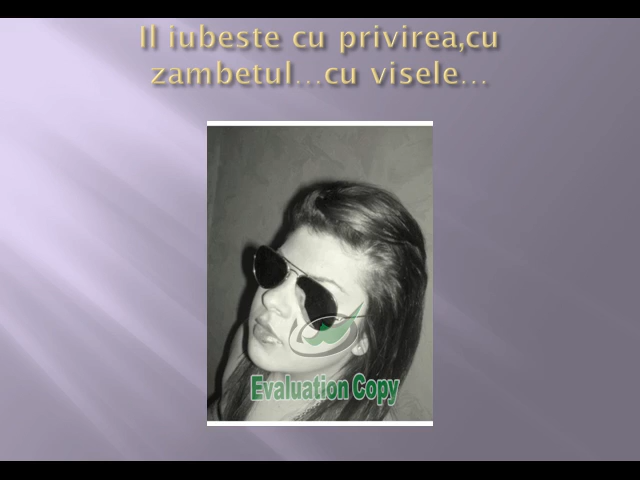 Il iubeste cu privirea,cu
zambetul...cu visele...
Evaluation Copy